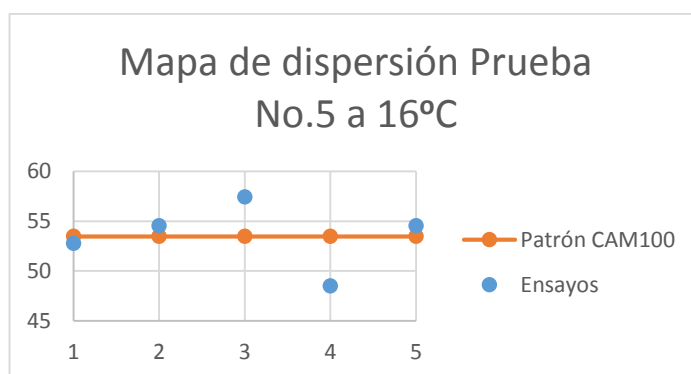 Mapa de dispersión Prueba
No.5 a 16ºC
60
55
50
45
1 2 3 4 5
Patrón CAM100
Ensayos